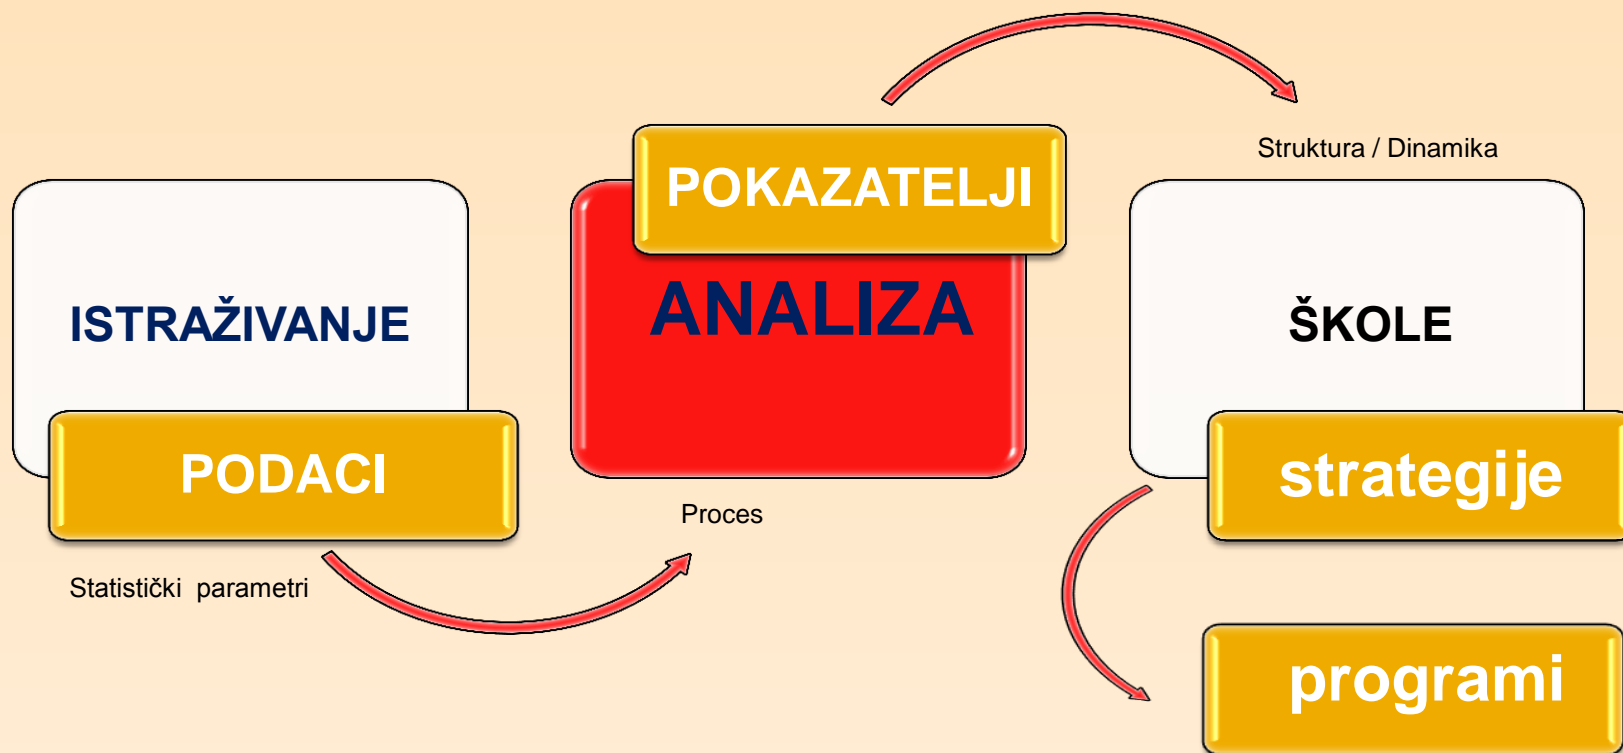 ISTRAŽIVANJE
PODACI
Statistički parametri
POKAZATELJI
ANALIZA
Proces
Struktura / Dinamika
ŠKOLE
strategije
programi